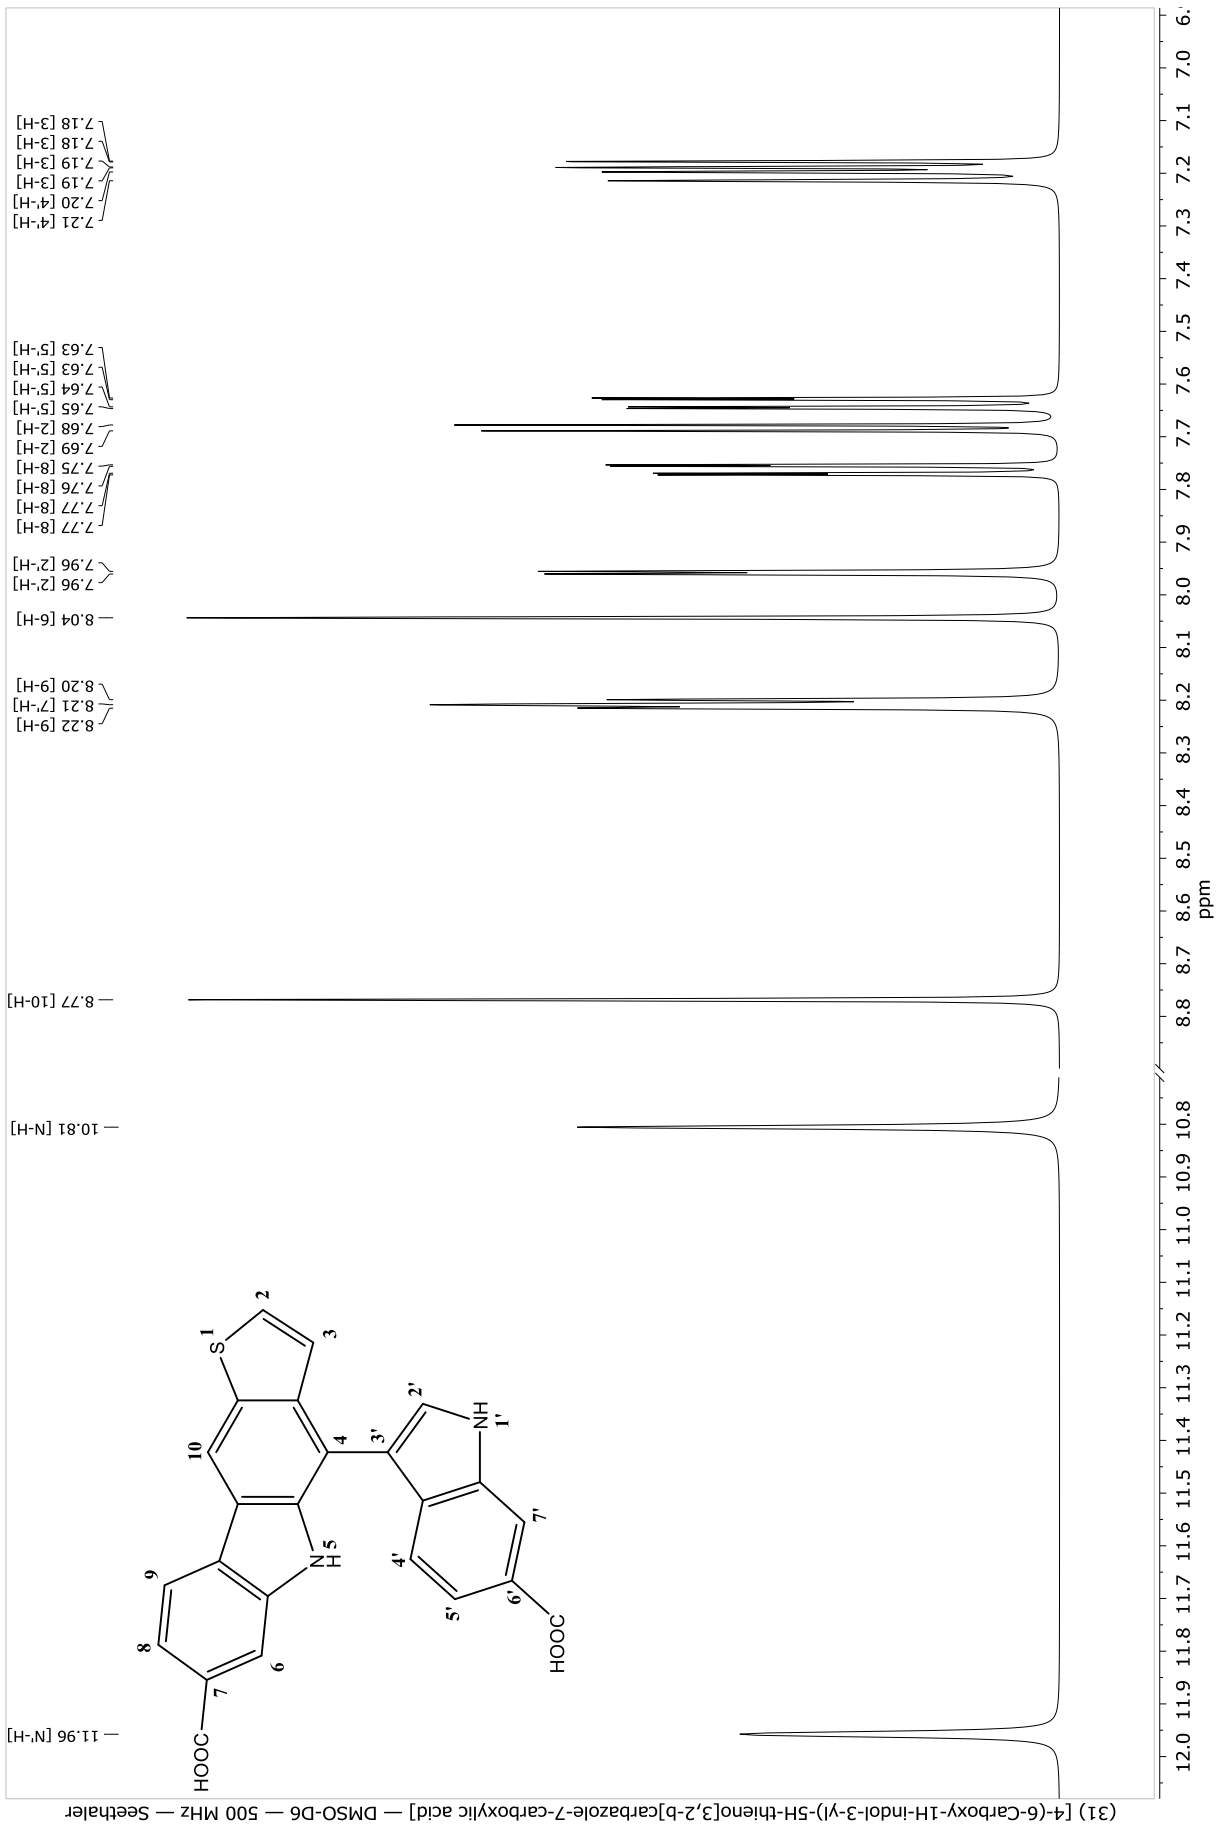 (31) [4-(6-Carboxy-1H-indol-3-yl)-5H-thieno[3,2-b]carbazole-7-carboxylic acid] — DMSO-D6 — 500 MHz — Seethaler
11.96 [N'-H]
10.81 [N-H]
8.77 [10-H]
8.22 [9-H]
8.21 [7'-H]
8.20 [9-H]
8.04 [6-H]
7.96 [2'-H]
7.96 [2'-H]
7.77 [8-H]
7.77 [8-H]
7.76 [8-H]
7.75 [8-H]
7.69 [2-H]
7.68 [2-H]
7.65 [5'-H]
7.64 [5'-H]
7.63 [5'-H]
7.63 [5'-H]
7.21 [4'-H]
7.20 [4'-H]
7.19 [3-H]
7.19 [3-H]
7.18 [3-H]
7.18 [3-H]
HOOC
7
8
9
6
NH
5
10
4
S
1
2
3
3'
2'
NH
1'
4'
5'
6'
7'
HOOC
12.0 11.9 11.8 11.7 11.6 11.5 11.4 11.3 11.2 11.1 11.0 10.9 10.8 8.8 8.7 8.6 8.5 8.4 8.3 8.2 8.1 8.0 7.9 7.8 7.7 7.6 7.5 7.4 7.3 7.2 7.1 7.0 6.
ppm